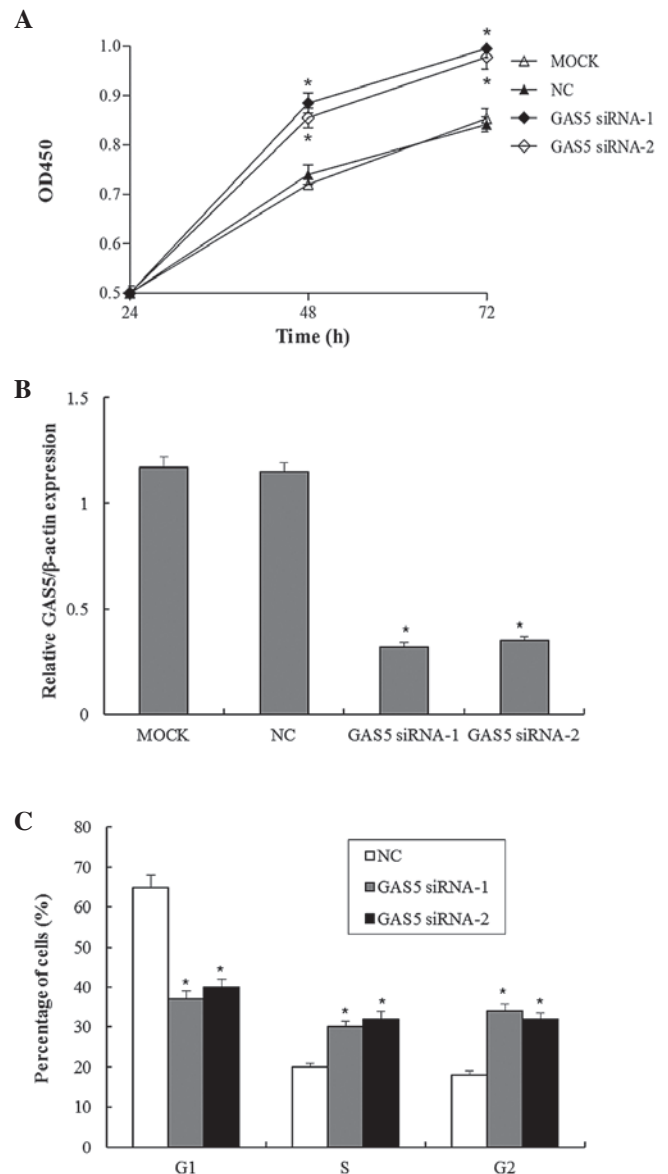 A
1.0
0.9
0.8
0.7
0.6
0.5
OD450
24
48
72
Time (h)
*
*
*
*
MOCK
NC
GAS5 siRNA-1
GAS5 siRNA-2
B
1.5
1
0.5
0
Relative GAS5/β-actin expression
*
*
MOCK
NC
GAS5 siRNA-1
GAS5 siRNA-2
C
80
70
60
50
40
30
20
10
0
Percentage of cells (%)
NC
GAS5 siRNA-1
GAS5 siRNA-2
* *
* *
* *
G1
S
G2